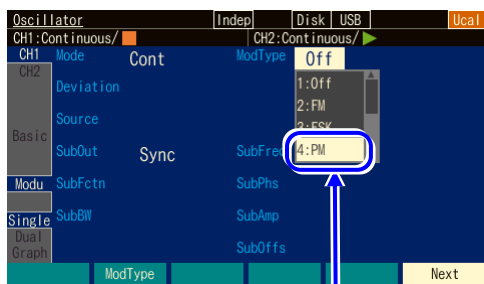 Oscillator Indep Disk USB Ucal
CH1:Continuous/ CH2:Continuous/
CH1 Mode Cont ModType Off
CH2
Deviation 1:Off
2:FM
Source 3:FSK
Basic
SubOut Sync SubFreq 4:PM
Modu SubFctn SubPhs
Single SubBW SubAmp
Dual
Graph SubOffs
ModType Next